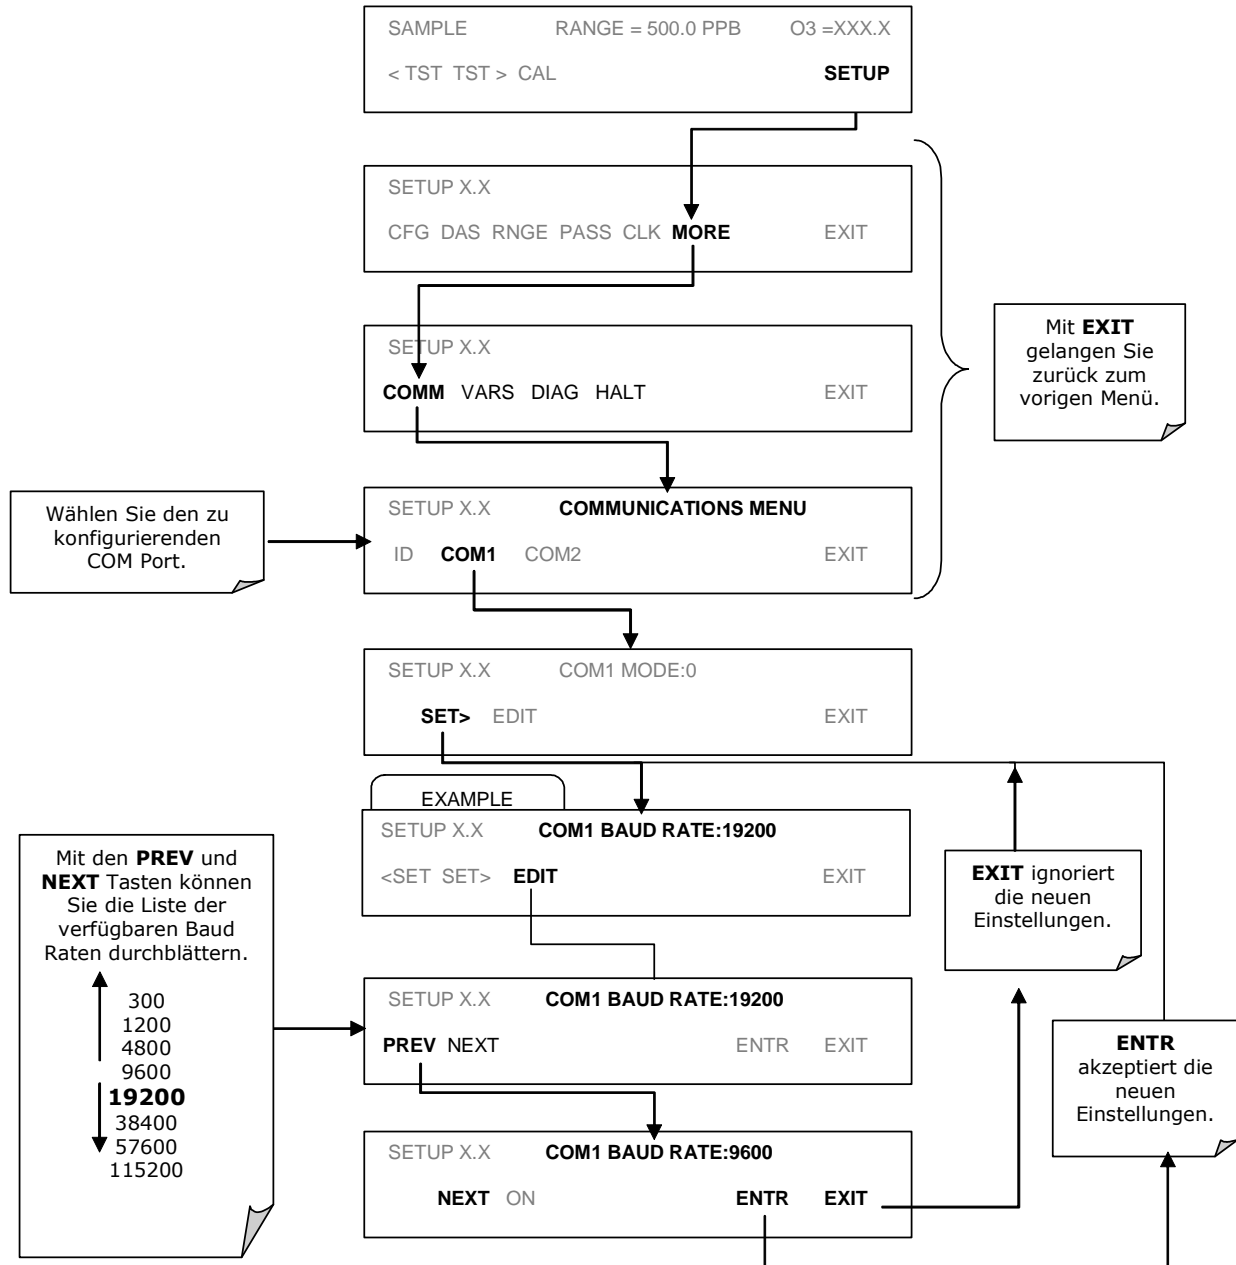 SAMPLE RANGE = 500.0 PPB O3 =XXX.X
< TST TST > CAL SETUP
SETUP X.X
CFG DAS RNGE PASS CLK MORE EXIT
SETUP X.X
COMM VARS DIAG HALT EXIT
Mit EXIT
gelangen Sie
zurück zum
vorigen Menü.
Wählen Sie den zu
konfigurierenden
COM Port.
SETUP X.X COMMUNICATIONS MENU
ID COM1 COM2 EXIT
SETUP X.X COM1 MODE:0
SET> EDIT EXIT
EXAMPLE
SETUP X.X COM1 BAUD RATE:19200
<SET SET> EDIT EXIT
Mit den PREV und
NEXT Tasten können
Sie die Liste der
verfügbaren Baud
Raten durchblättern.
300
1200
4800
9600
19200
38400
57600
115200
EXIT ignoriert
die neuen
Einstellungen.
SETUP X.X COM1 BAUD RATE:19200
PREV NEXT ENTR EXIT
ENTR
akzeptiert die
neuen
Einstellungen.
SETUP X.X COM1 BAUD RATE:9600
NEXT ON ENTR EXIT